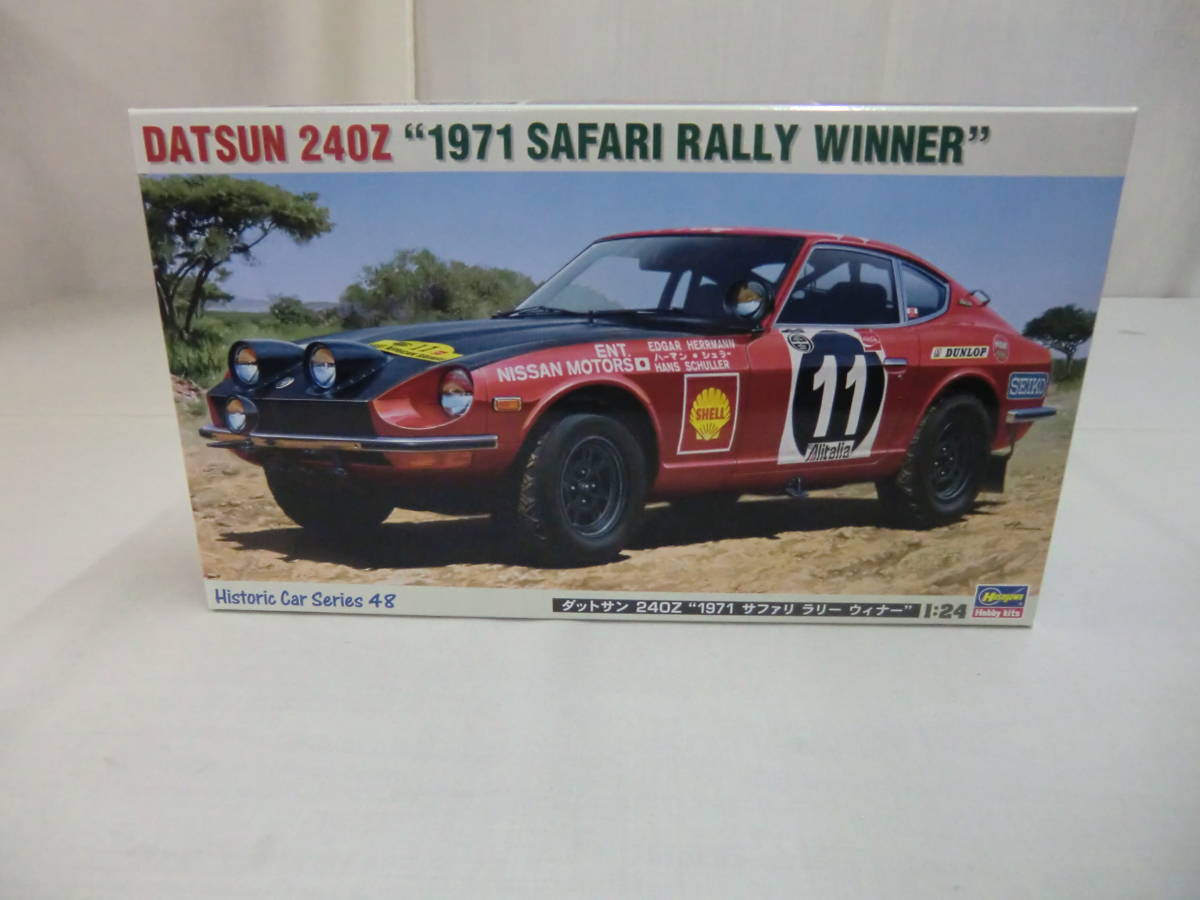 DATSUN 240Z “1971 SAFARI RALLY WINNER”
ENT.
NISSAN MOTORS
EDGAR HERRMANN
ハーマン・シュラー
HANS SCHULLER
SHELL
11
Alitalia
DUNLOP
SEIKO
Historic Car Series 48
ダットサン 240Z “1971 サファリ ラリー ウィナー”
1:24
Hasegawa
Hobby kits